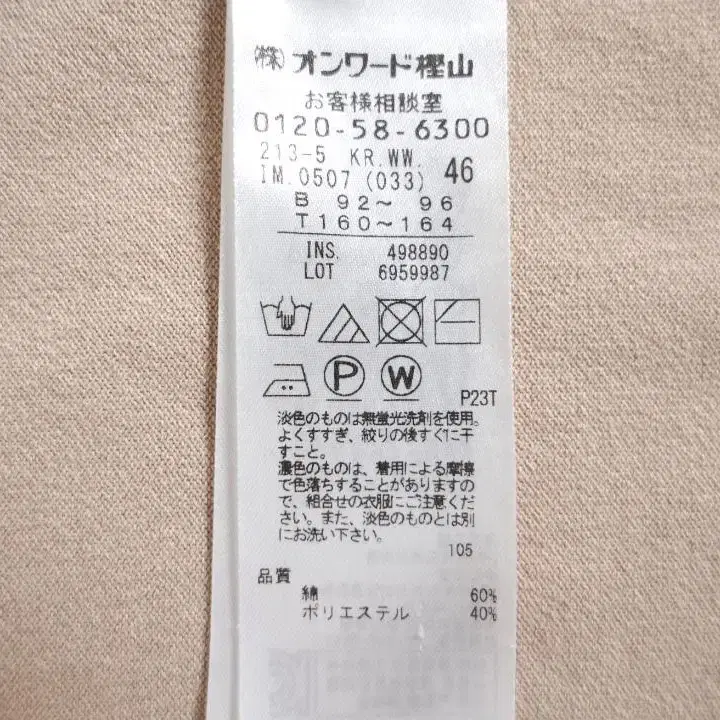 ㈱オンワード樫山
お客様相談室
0120-58-6300
213-5 KR.WW.
IM.0507 (033) 46
B 92~ 96
T160~164
INS. 498890
LOT 6959987
P W
P23T
淡色のものは無蛍光洗剤を使用。
よくすすぎ、絞りの後すぐに干
すこと。
濃色のものは、着用による摩擦
で色落ちすることがありますの
で、組合せの衣服にご注意くだ
さい。また、淡色のものとは別
にお洗い下さい。
105
品質
綿 60%
ポリエステル 40%